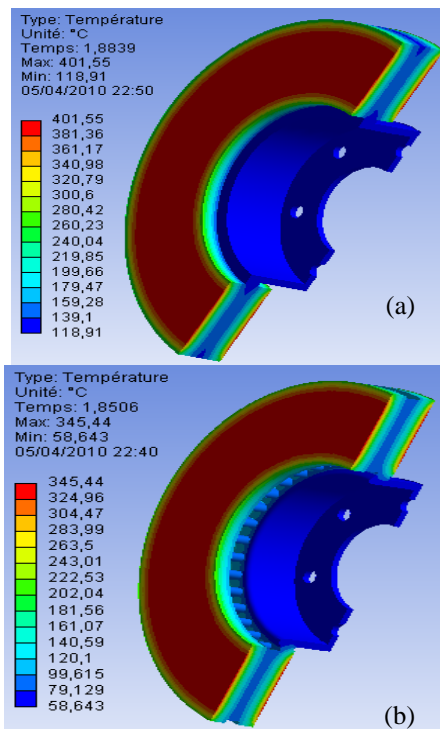 Type: Température
Unité: °C
Temps: 1,8839
Max: 401,55
Min: 118,91
05/04/2010 22:50
401,55
381,36
361,17
340,98
320,79
300,6
280,42
260,23
240,04
219,85
199,66
179,47
159,28
139,1
118,91
(a)
Type: Température
Unité: °C
Temps: 1,8506
Max: 345,44
Min: 58,643
05/04/2010 22:40
345,44
324,96
304,47
283,99
263,5
243,01
222,53
202,04
181,56
161,07
140,59
120,1
99,615
79,129
58,643
(b)